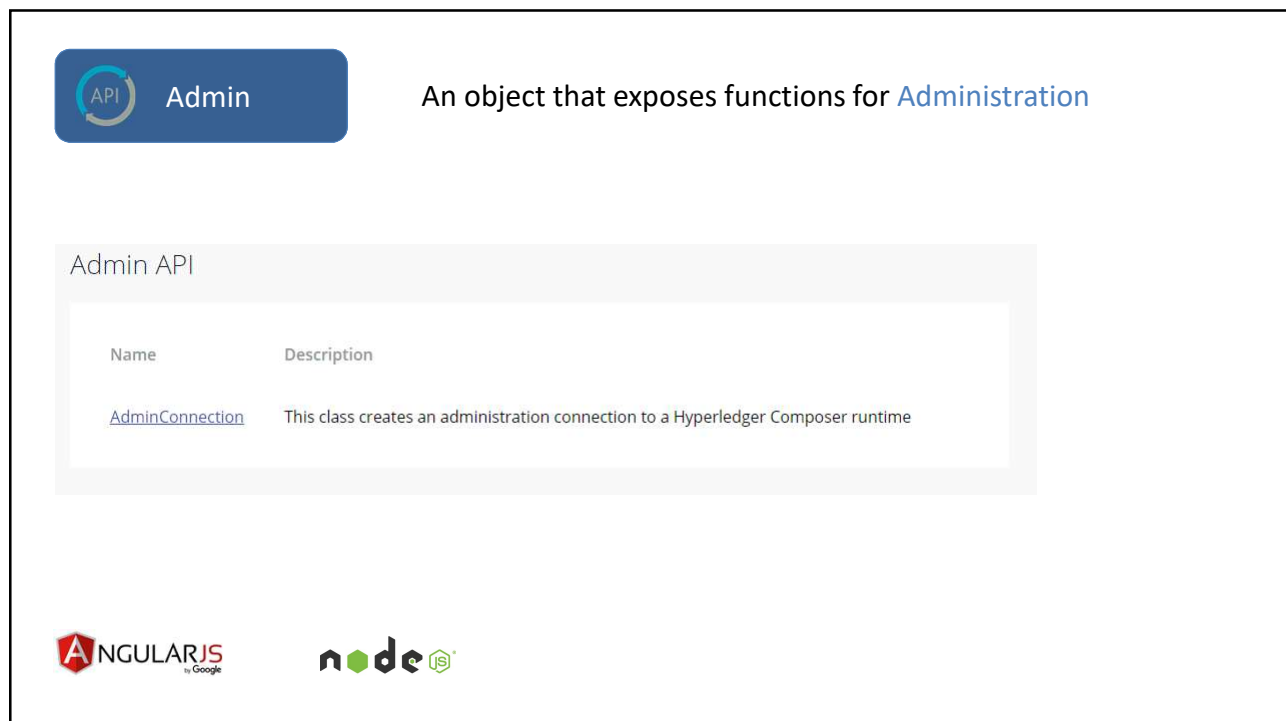 API Admin
An object that exposes functions for Administration
Admin API
Name Description
AdminConnection This class creates an administration connection to a Hyperledger Composer runtime
ANGULARJS
by Google
node JS